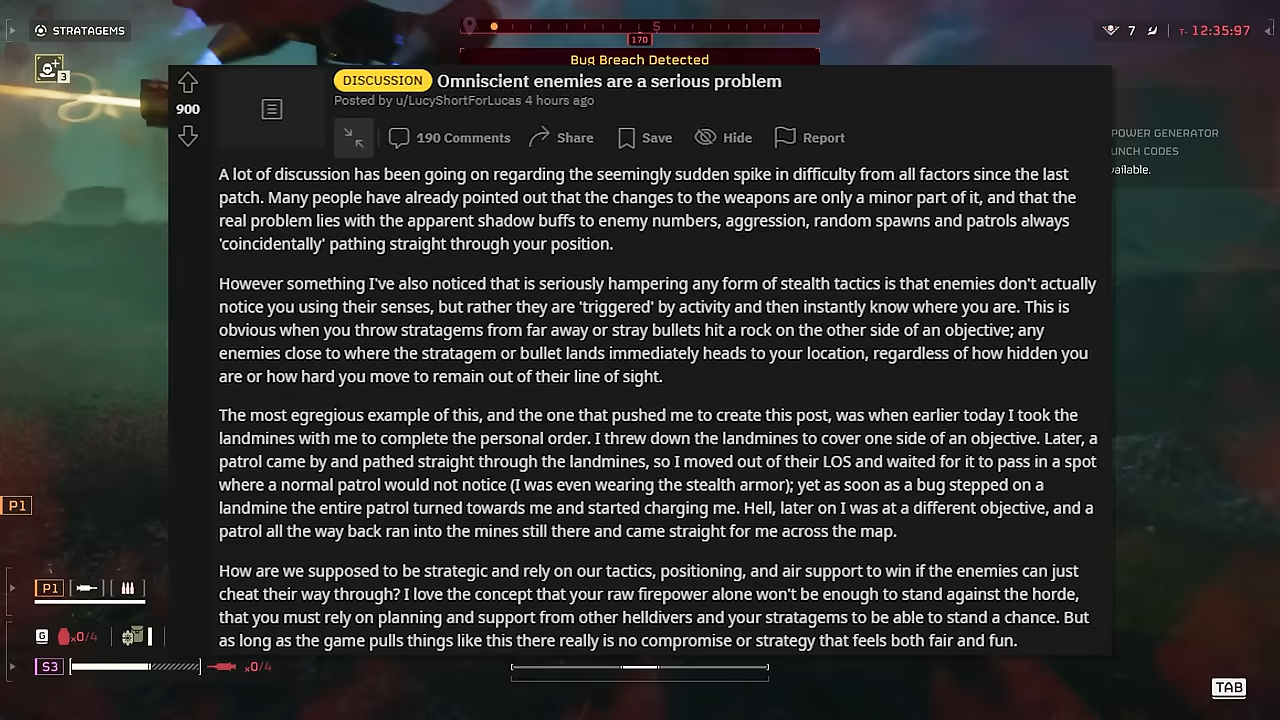 STRATAGEMS
3
S
170
Bug Breach Detected
7
T- 12:35:97
900
DISCUSSION Omniscient enemies are a serious problem
Posted by u/LucyShortForLucas 4 hours ago
190 Comments Share Save Hide Report
POWER GENERATOR
UNCH CODES
vailable.
A lot of discussion has been going on regarding the seemingly sudden spike in difficulty from all factors since the last
patch. Many people have already pointed out that the changes to the weapons are only a minor part of it, and that the
real problem lies with the apparent shadow buffs to enemy numbers, aggression, random spawns and patrols always
'coincidentally' pathing straight through your position.
However something I've also noticed that is seriously hampering any form of stealth tactics is that enemies don't actually
notice you using their senses, but rather they are 'triggered' by activity and then instantly know where you are. This is
obvious when you throw stratagems from far away or stray bullets hit a rock on the other side of an objective; any
enemies close to where the stratagem or bullet lands immediately heads to your location, regardless of how hidden you
are or how hard you move to remain out of their line of sight.
The most egregious example of this, and the one that pushed me to create this post, was when earlier today I took the
landmines with me to complete the personal order. I threw down the landmines to cover one side of an objective. Later, a
patrol came by and pathed straight through the landmines, so I moved out of their LOS and waited for it to pass in a spot
where a normal patrol would not notice (I was even wearing the stealth armor); yet as soon as a bug stepped on a
landmine the entire patrol turned towards me and started charging me. Hell, later on I was at a different objective, and a
patrol all the way back ran into the mines still there and came straight for me across the map.
How are we supposed to be strategic and rely on our tactics, positioning, and air support to win if the enemies can just
cheat their way through? I love the concept that your raw firepower alone won't be enough to stand against the horde,
that you must rely on planning and support from other helldivers and your stratagems to be able to stand a chance. But
as long as the game pulls things like this there really is no compromise or strategy that feels both fair and fun.
P1
P1
G x0/4
S3 x0/4
TAB